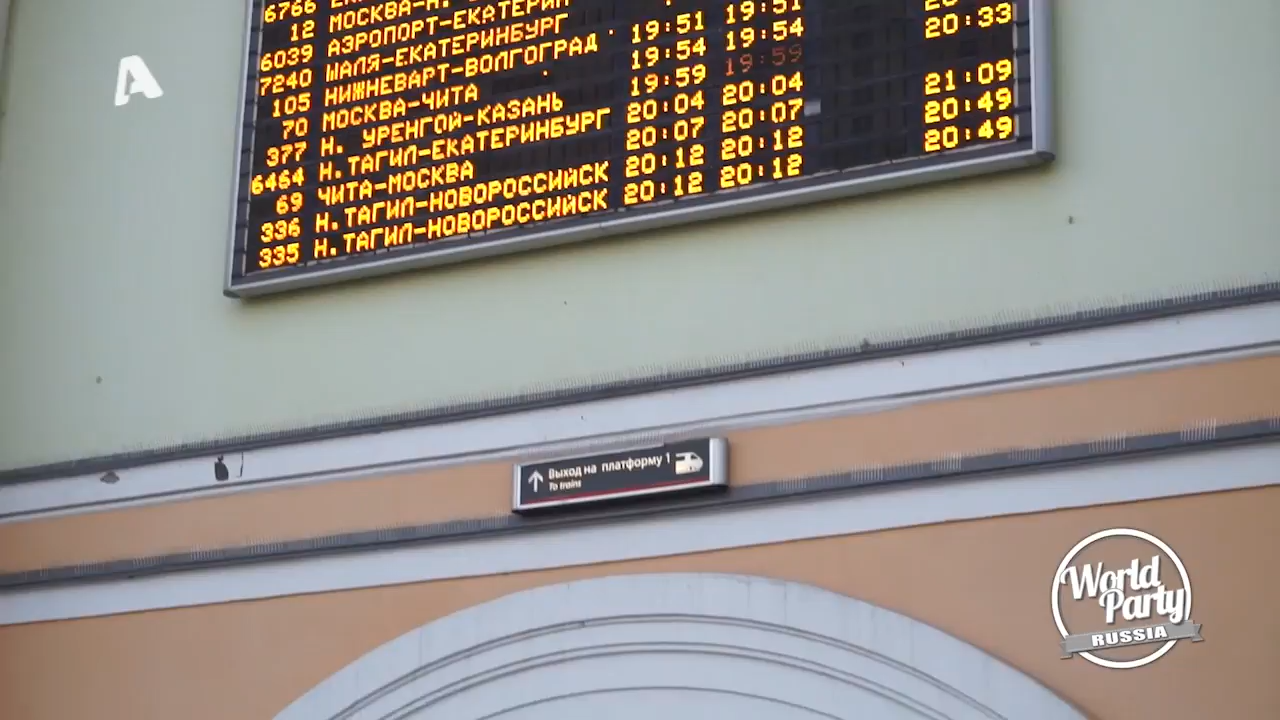 6766
12 МОСКВА-Н.
6039 АЭРОПОРТ-ЕКАТЕРИН
7240 ШАЛЯ-ЕКАТЕРИНБУРГ
105 НИЖНЕВАРТ-ВОЛГОГРАД 19:51 19:51
70 МОСКВА-ЧИТА 19:54 19:54
377 Н. УРЕНГОЙ-КАЗАНЬ 19:59 19:59 20:33
6464 Н.ТАГИЛ-ЕКАТЕРИНБУРГ 20:04 20:04
69 ЧИТА-МОСКВА 20:07 20:07 21:09
336 Н.ТАГИЛ-НОВОРОССИЙСК 20:12 20:12 20:49
335 Н.ТАГИЛ-НОВОРОССИЙСК 20:12 20:12 20:49
Выход на платформу 1
To trains
World
Party
RUSSIA